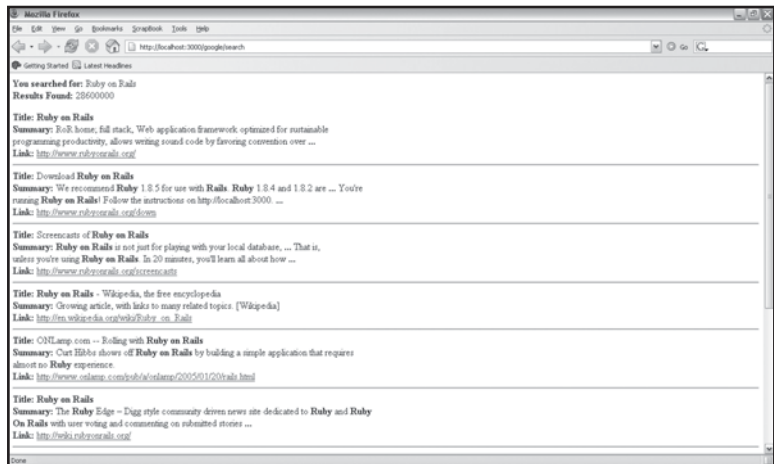 Mozilla Firefox
File Edit View Go Bookmarks ScrapBook Tools Help
http://localhost:3000/google/search Go
Getting Started Latest Headlines
You searched for: Ruby on Rails
Results Found: 28600000
Title: Ruby on Rails
Summary: RoR home; full stack, Web application framework optimized for sustainable
programming productivity, allows writing sound code by favoring convention over ...
Link: http://www.rubyonrails.org/
Title: Download Ruby on Rails
Summary: We recommend Ruby 1.8.5 for use with Rails. Ruby 1.8.4 and 1.8.2 are ... You're
running Ruby on Rails! Follow the instructions on http://localhost:3000. ...
Link: http://www.rubyonrails.org/down
Title: Screencasts of Ruby on Rails
Summary: Ruby on Rails is not just for playing with your local database, ... That is,
unless you're using Ruby on Rails. In 20 minutes, you'll learn all about how ...
Link: http://www.rubyonrails.org/screencasts
Title: Ruby on Rails - Wikipedia, the free encyclopedia
Summary: Growing article, with links to many related topics. [Wikipedia]
Link: http://en.wikipedia.org/wiki/Ruby_on_Rails
Title: ONLamp.com -- Rolling with Ruby on Rails
Summary: Curt Hibbs shows off Ruby on Rails by building a simple application that requires
almost no Ruby experience.
Link: http://www.onlamp.com/pub/a/onlamp/2005/01/20/rails.html
Title: Ruby on Rails
Summary: The Ruby Edge – Digg style community driven news site dedicated to Ruby and Ruby
On Rails with user voting and commenting on submitted stories ...
Link: http://wiki.rubyonrails.org/
Done